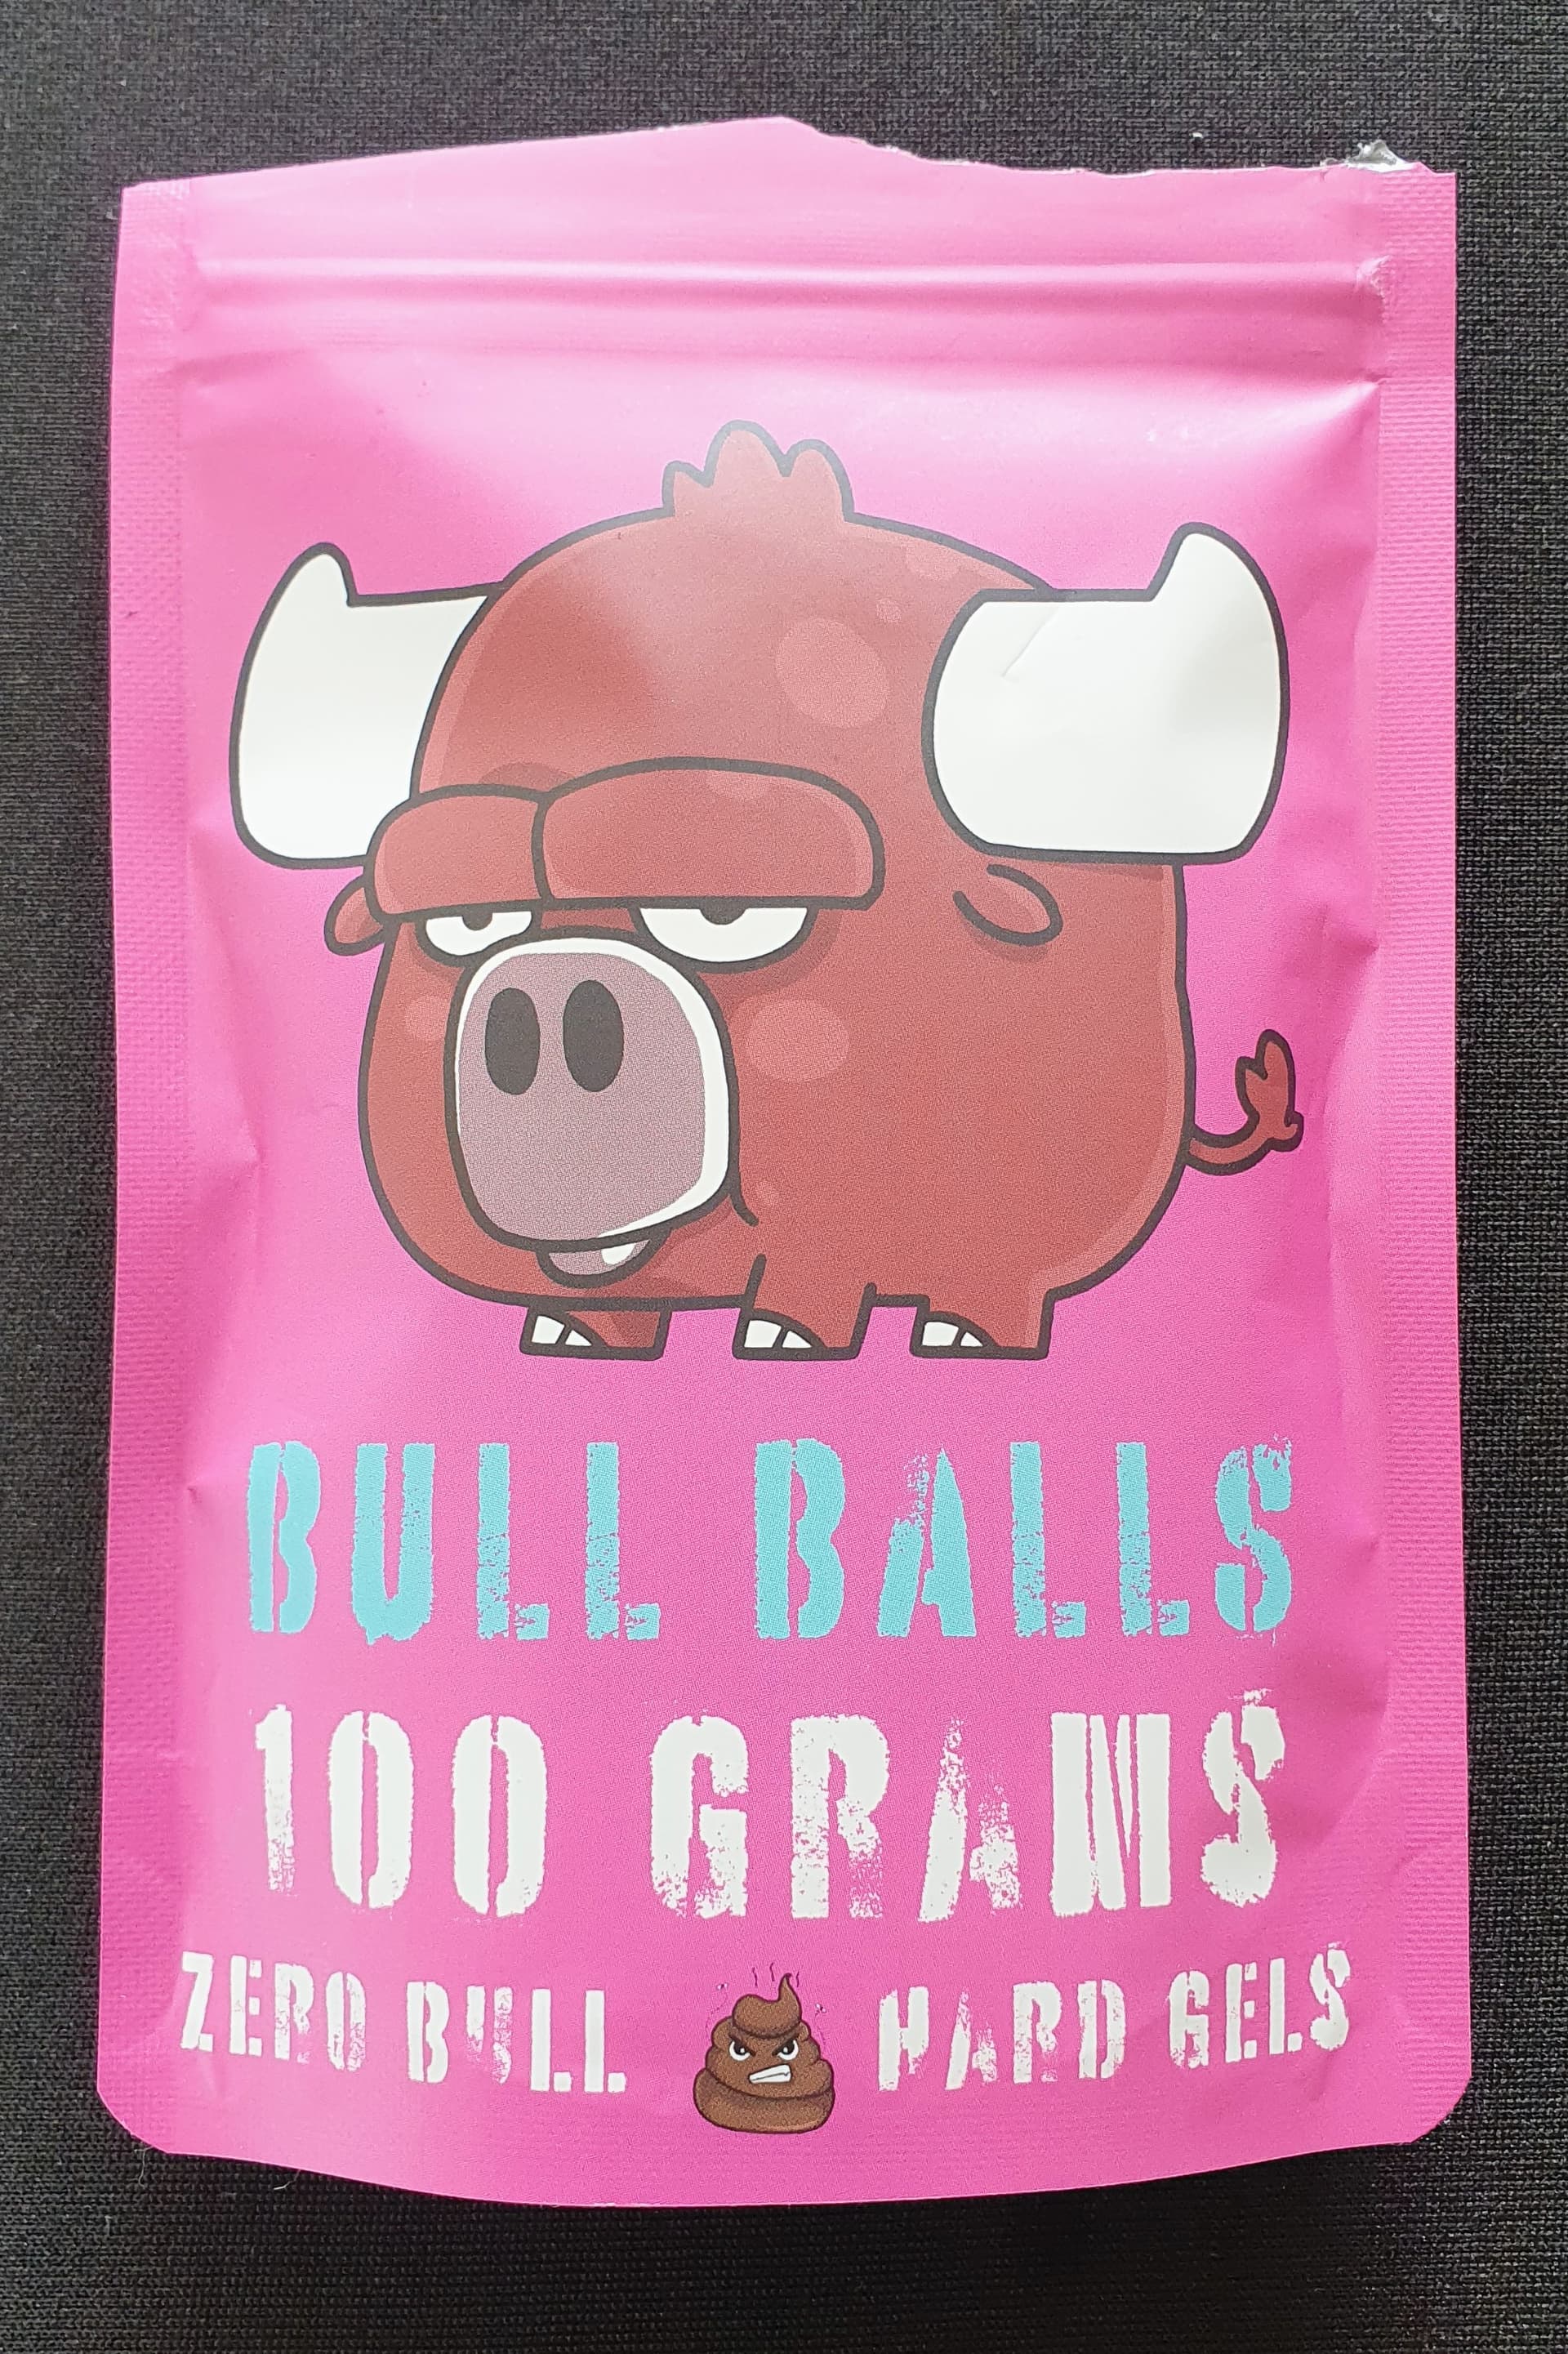 BULL BALLS
100 GRAMS
ZERO BULL HARD GELS